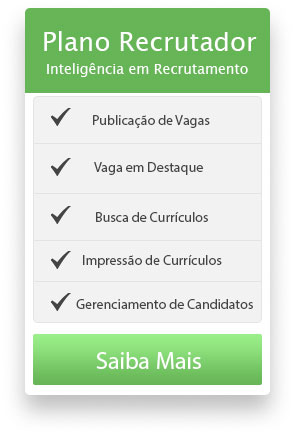 Plano Recrutador
Inteligência em Recrutamento
Publicação de Vagas
Vaga em Destaque
Busca de Currículos
Impressão de Currículos
Gerenciamento de Candidatos
Saiba Mais